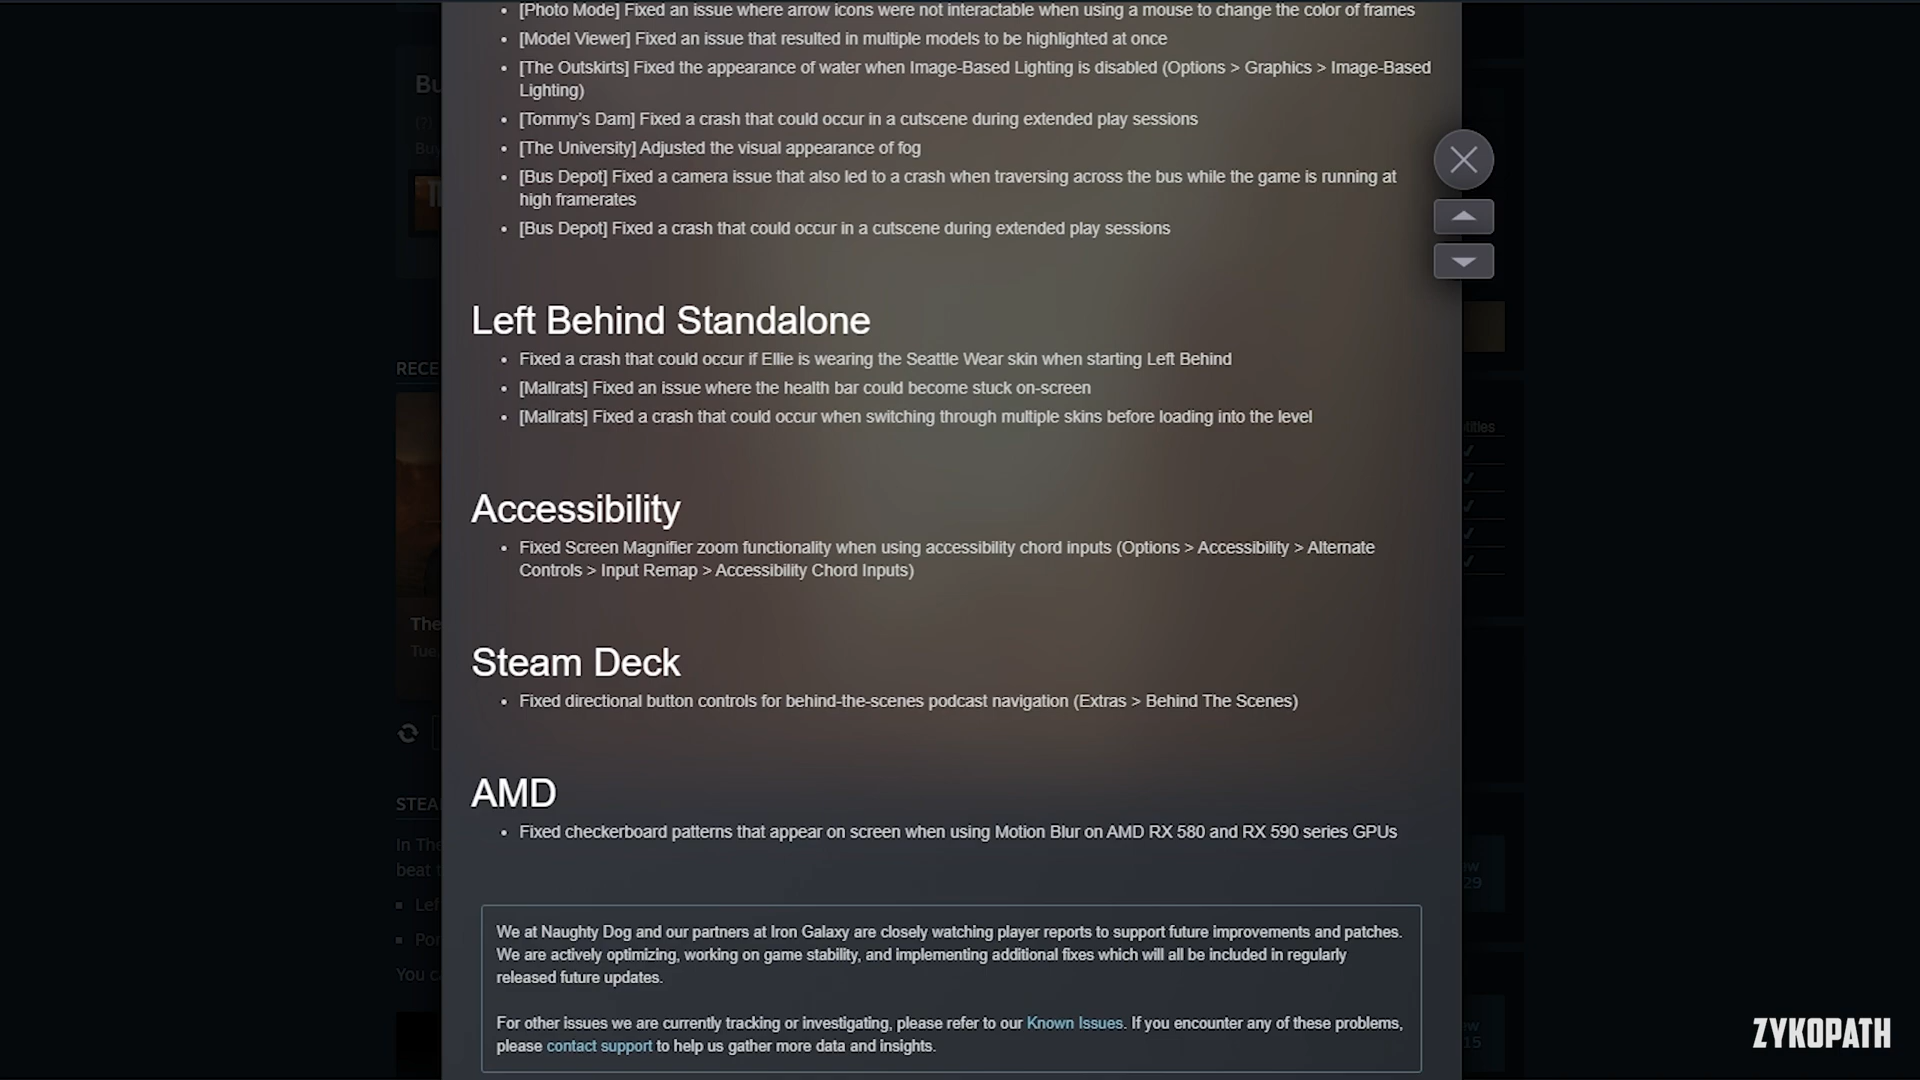 • [Photo Mode] Fixed an issue where arrow icons were not interactable when using a mouse to change the color of frames
• [Model Viewer] Fixed an issue that resulted in multiple models to be highlighted at once
• [The Outskirts] Fixed the appearance of water when Image-Based Lighting is disabled (Options > Graphics > Image-Based
Lighting)
• [Tommy's Dam] Fixed a crash that could occur in a cutscene during extended play sessions
• [The University] Adjusted the visual appearance of fog
• [Bus Depot] Fixed a camera issue that also led to a crash when traversing across the bus while the game is running at
high framerates
• [Bus Depot] Fixed a crash that could occur in a cutscene during extended play sessions
Left Behind Standalone
• Fixed a crash that could occur if Ellie is wearing the Seattle Wear skin when starting Left Behind
• [Mallrats] Fixed an issue where the health bar could become stuck on-screen
• [Mallrats] Fixed a crash that could occur when switching through multiple skins before loading into the level
Accessibility
• Fixed Screen Magnifier zoom functionality when using accessibility chord inputs (Options > Accessibility > Alternate
Controls > Input Remap > Accessibility Chord Inputs)
Steam Deck
• Fixed directional button controls for behind-the-scenes podcast navigation (Extras > Behind The Scenes)
AMD
• Fixed checkerboard patterns that appear on screen when using Motion Blur on AMD RX 580 and RX 590 series GPUs
We at Naughty Dog and our partners at Iron Galaxy are closely watching player reports to support future improvements and patches.
We are actively optimizing, working on game stability, and implementing additional fixes which will all be included in regularly
released future updates.
For other issues we are currently tracking or investigating, please refer to our Known Issues. If you encounter any of these problems,
please contact support to help us gather more data and insights.
RECE
The
Tue
STEA
In The
beat
You
29
15
ZYKOPATH